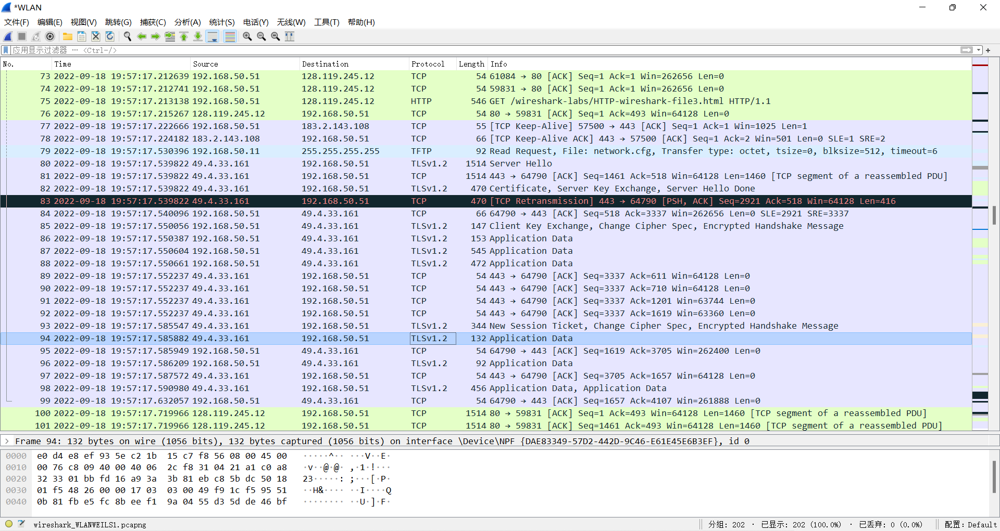 *WLAN
文件(F) 编辑(E) 视图(V) 跳转(G) 捕获(C) 分析(A) 统计(S) 电话(Y) 无线(W) 工具(T) 帮助(H)
应用显示过滤器 … <Ctrl-/>
No. Time Source Destination Protocol Length Info
73 2022-09-18 19:57:17.212639 192.168.50.51 128.119.245.12 TCP 54 61084 → 80 [ACK] Seq=1 Ack=1 Win=262656 Len=0
74 2022-09-18 19:57:17.212741 192.168.50.51 128.119.245.12 TCP 54 59831 → 80 [ACK] Seq=1 Ack=1 Win=262656 Len=0
75 2022-09-18 19:57:17.213138 192.168.50.51 128.119.245.12 HTTP 546 GET /wireshark-labs/HTTP-wireshark-file3.html HTTP/1.1
76 2022-09-18 19:57:17.215267 128.119.245.12 192.168.50.51 TCP 54 80 → 59831 [ACK] Seq=1 Ack=493 Win=64128 Len=0
77 2022-09-18 19:57:17.222666 192.168.50.51 183.2.143.108 TCP 55 [TCP Keep-Alive] 57500 → 443 [ACK] Seq=1 Ack=1 Win=1025 Len=1
78 2022-09-18 19:57:17.224182 183.2.143.108 192.168.50.51 TCP 66 [TCP Keep-Alive ACK] 443 → 57500 [ACK] Seq=1 Ack=2 Win=501 Len=0 SLE=1 SRE=2
79 2022-09-18 19:57:17.530396 192.168.50.11 255.255.255.255 TFTP 92 Read Request, File: network.cfg, Transfer type: octet, tsize=0, blksize=512, timeout=6
80 2022-09-18 19:57:17.539822 49.4.33.161 192.168.50.51 TLSv1.2 1514 Server Hello
81 2022-09-18 19:57:17.539822 49.4.33.161 192.168.50.51 TCP 1514 443 → 64790 [ACK] Seq=1461 Ack=518 Win=64128 Len=1460 [TCP segment of a reassembled PDU]
82 2022-09-18 19:57:17.539822 49.4.33.161 192.168.50.51 TLSv1.2 470 Certificate, Server Key Exchange, Server Hello Done
83 2022-09-18 19:57:17.539822 49.4.33.161 192.168.50.51 TCP 470 [TCP Retransmission] 443 → 64790 [PSH, ACK] Seq=2921 Ack=518 Win=64128 Len=416
84 2022-09-18 19:57:17.540096 192.168.50.51 49.4.33.161 TCP 66 64790 → 443 [ACK] Seq=518 Ack=3337 Win=262656 Len=0 SLE=2921 SRE=3337
85 2022-09-18 19:57:17.550056 192.168.50.51 49.4.33.161 TLSv1.2 147 Client Key Exchange, Change Cipher Spec, Encrypted Handshake Message
86 2022-09-18 19:57:17.550387 192.168.50.51 49.4.33.161 TLSv1.2 153 Application Data
87 2022-09-18 19:57:17.550604 192.168.50.51 49.4.33.161 TLSv1.2 545 Application Data
88 2022-09-18 19:57:17.550661 192.168.50.51 49.4.33.161 TLSv1.2 472 Application Data
89 2022-09-18 19:57:17.552237 49.4.33.161 192.168.50.51 TCP 54 443 → 64790 [ACK] Seq=3337 Ack=611 Win=64128 Len=0
90 2022-09-18 19:57:17.552237 49.4.33.161 192.168.50.51 TCP 54 443 → 64790 [ACK] Seq=3337 Ack=710 Win=64128 Len=0
91 2022-09-18 19:57:17.552237 49.4.33.161 192.168.50.51 TCP 54 443 → 64790 [ACK] Seq=3337 Ack=1201 Win=63744 Len=0
92 2022-09-18 19:57:17.552237 49.4.33.161 192.168.50.51 TCP 54 443 → 64790 [ACK] Seq=3337 Ack=1619 Win=63360 Len=0
93 2022-09-18 19:57:17.585547 49.4.33.161 192.168.50.51 TLSv1.2 344 New Session Ticket, Change Cipher Spec, Encrypted Handshake Message
94 2022-09-18 19:57:17.585882 49.4.33.161 192.168.50.51 TLSv1.2 132 Application Data
95 2022-09-18 19:57:17.585949 192.168.50.51 49.4.33.161 TCP 54 64790 → 443 [ACK] Seq=1619 Ack=3705 Win=262400 Len=0
96 2022-09-18 19:57:17.586209 192.168.50.51 49.4.33.161 TLSv1.2 92 Application Data
97 2022-09-18 19:57:17.587572 49.4.33.161 192.168.50.51 TCP 54 443 → 64790 [ACK] Seq=3705 Ack=1657 Win=64128 Len=0
98 2022-09-18 19:57:17.590980 49.4.33.161 192.168.50.51 TLSv1.2 456 Application Data, Application Data
99 2022-09-18 19:57:17.632057 192.168.50.51 49.4.33.161 TCP 54 64790 → 443 [ACK] Seq=1657 Ack=4107 Win=261888 Len=0
100 2022-09-18 19:57:17.719966 128.119.245.12 192.168.50.51 TCP 1514 80 → 59831 [ACK] Seq=1 Ack=493 Win=64128 Len=1460 [TCP segment of a reassembled PDU]
101 2022-09-18 19:57:17.719966 128.119.245.12 192.168.50.51 TCP 1514 80 → 59831 [ACK] Seq=1461 Ack=493 Win=64128 Len=1460 [TCP segment of a reassembled PDU]
Frame 94: 132 bytes on wire (1056 bits), 132 bytes captured (1056 bits) on interface \Device\NPF_{DAE83349-57D2-442D-9C46-E61E45E6B3EF}, id 0
0000 e0 d4 e8 ef 93 5e c2 1b 15 c7 f8 56 08 00 45 00 ·····^·· ···V··E·
0010 00 76 c8 09 40 00 40 06 2c f8 31 04 21 a1 c0 a8 ·v··@·@· ,·1·!···
0020 32 33 01 bb fd 16 a9 3a 3b 81 eb c8 5b dc 50 18 23·····: ;···[·P·
0030 01 f5 48 26 00 00 17 03 03 00 49 f9 1c f5 95 51 ··H&···· ··I····Q
0040 0b 81 fb e5 fc 8b ee f1 9a 04 55 d3 5d de 46 bf ········ ··U·]·F·
wireshark_WLANWEILS1.pcapng 分组: 202 · 已显示: 202 (100.0%) · 已丢弃: 0 (0.0%) 配置: Default